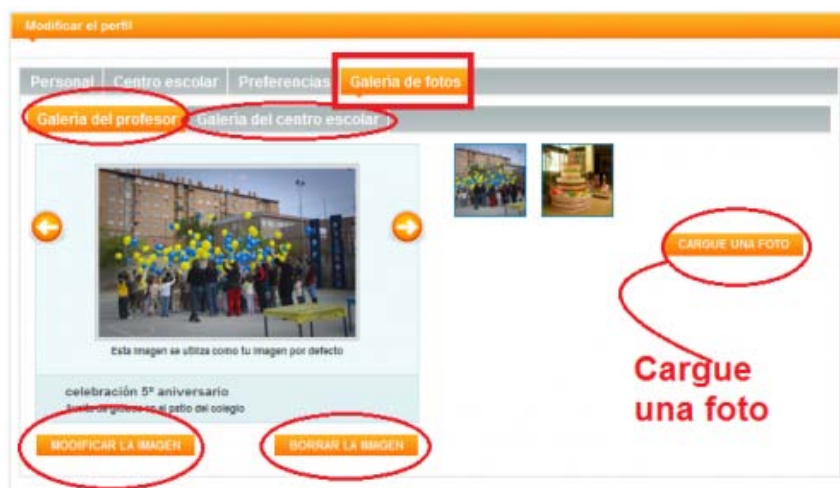 Modificar el perfil
Personal Centro escolar Preferencias Galería de fotos
Galería del profesor Galería del centro escolar
CARGUE UNA FOTO
Esta imagen se utiliza como tu imagen por defecto
Cargue
una foto
celebración 5º aniversario
Suelta de globos en el patio del colegio
MODIFICAR LA IMAGEN BORRAR LA IMAGEN